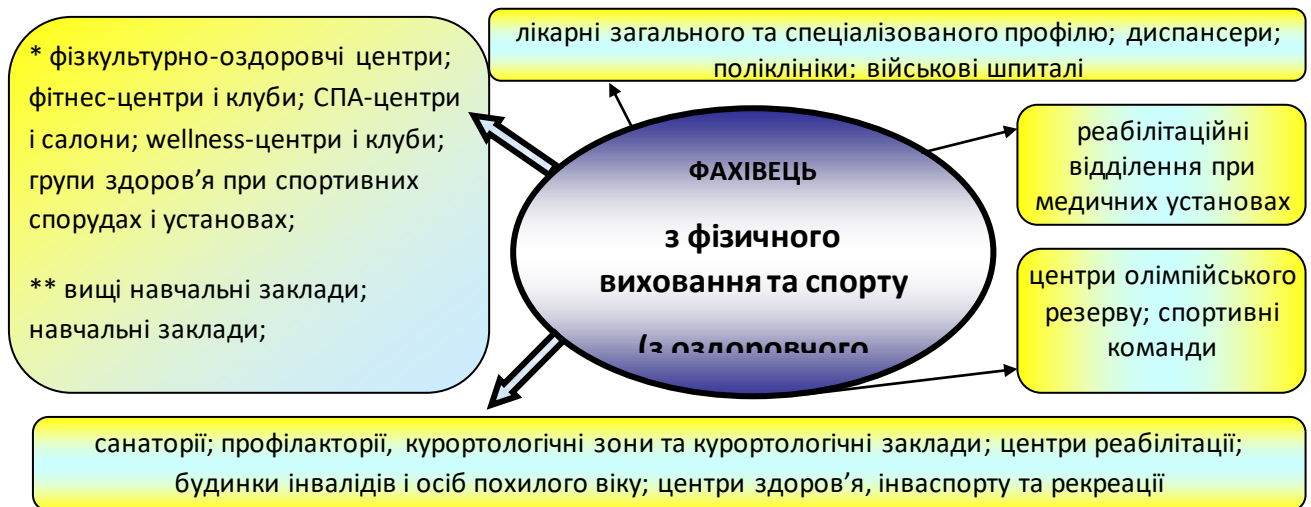 * фізкультурно-оздоровчі центри;
фітнес-центри і клуби; СПА-центри
і салони; wellness-центри і клуби;
групи здоров’я при спортивних
спорудах і установах;
** вищі навчальні заклади;
навчальні заклади;
лікарні загального та спеціалізованого профілю; диспансери;
поліклініки; військові шпиталі
ФАХІВЕЦЬ
з фізичного
виховання та спорту
(з оздоровчого
реабілітаційні
відділення при
медичних установах
центри олімпійського
резерву; спортивні
команди
санаторії; профілакторії, курортологічні зони та курортологічні заклади; центри реабілітації;
будинки інвалідів і осіб похилого віку; центри здоров’я, інваспорту та рекреації